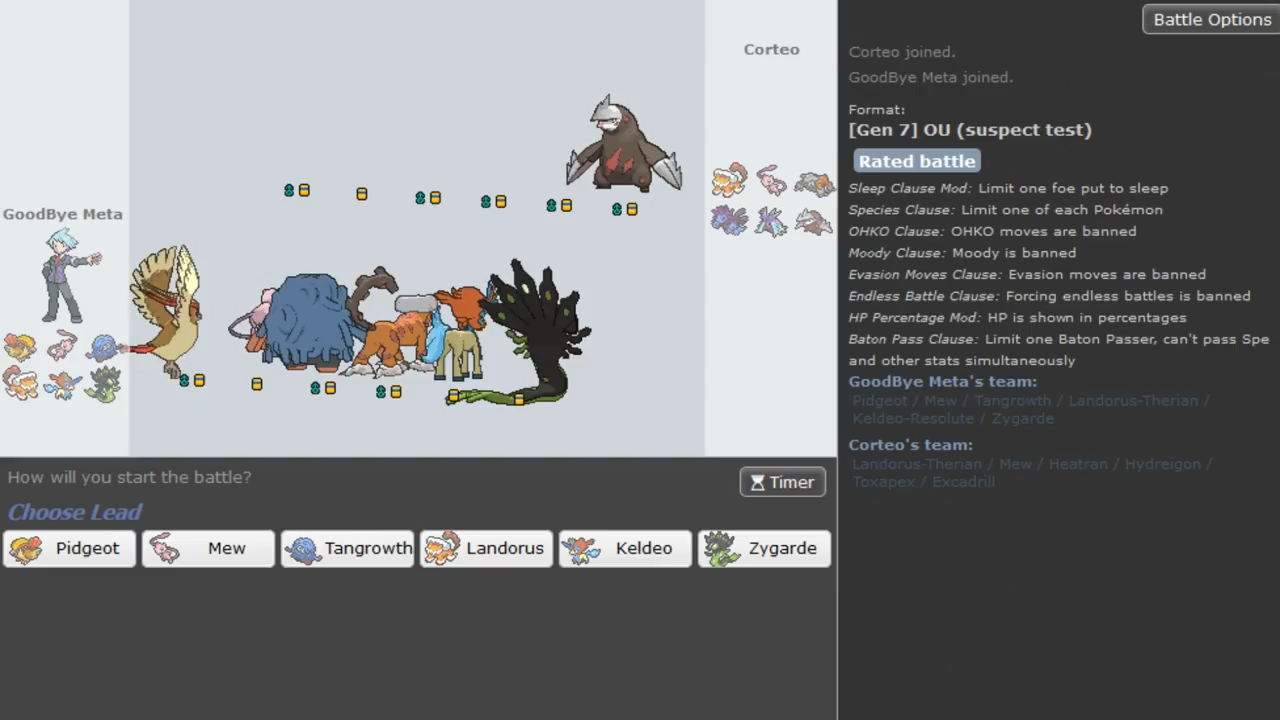 Battle Options
Corteo
Corteo joined.
GoodBye Meta joined.
Format:
[Gen 7] OU (suspect test)
Rated battle
Sleep Clause Mod: Limit one foe put to sleep
Species Clause: Limit one of each Pokémon
OHKO Clause: OHKO moves are banned
Moody Clause: Moody is banned
Evasion Moves Clause: Evasion moves are banned
Endless Battle Clause: Forcing endless battles is banned
HP Percentage Mod: HP is shown in percentages
Baton Pass Clause: Limit one Baton Passer, can't pass Spe
and other stats simultaneously
GoodBye Meta's team:
Pidgeot / Mew / Tangrowth / Landorus-Therian /
Keldeo-Resolute / Zygarde
Corteo's team:
Landorus-Therian / Mew / Heatran / Hydreigon /
Toxapex / Excadrill
GoodBye Meta
How will you start the battle?
Timer
Choose Lead
Pidgeot
Mew
Tangrowth
Landorus
Keldeo
Zygarde